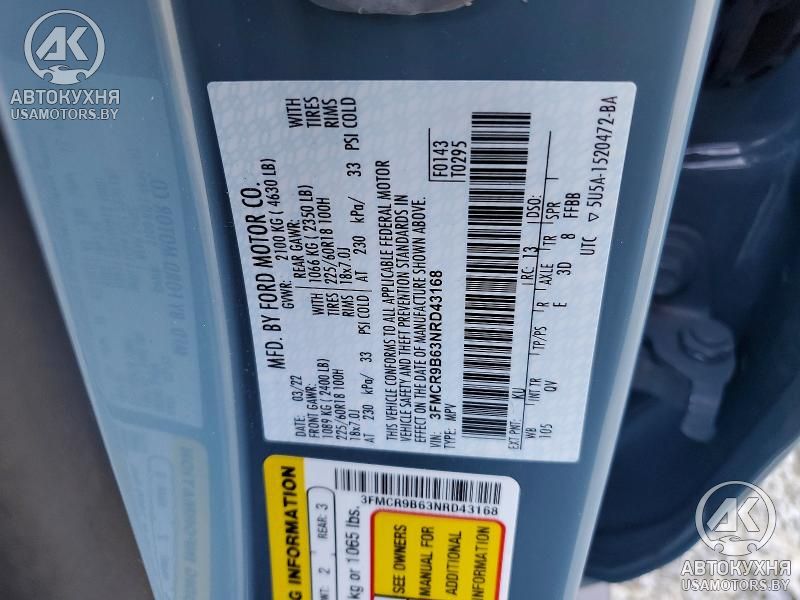 AK
АВТОКУХНЯ
USAMOTORS.BY
MFD. BY FORD MOTOR CO.
DATE: 03/22 GVWR: 2100 KG ( 4630 LB)
FRONT GAWR: REAR GAWR: WITH
1089 KG ( 2400 LB) 1066 KG ( 2350 LB) TIRES
225/60R18 100H WITH 225/60R18 100H RIMS
18x7.0J TIRES RIMS 18x7.0J
AT 230 kPa/ 33 PSI COLD AT 230 kPa/ 33 PSI COLD
THIS VEHICLE CONFORMS TO ALL APPLICABLE FEDERAL MOTOR
VEHICLE SAFETY AND THEFT PREVENTION STANDARDS IN
EFFECT ON THE DATE OF MANUFACTURE SHOWN ABOVE.
VIN: 3FMCR9B63NRD43168 F0143
TYPE: MPV T0295
EXT PNT: KU RC: 13 DSO:
WB INT TR TP/PS R AXLE TR SPR
105 QV E 3D 8 FFBB
UTC ▽ 5U5A-1520472-BA
3FMCR9B63NRD43168
NG INFORMATION
NT: 2 REAR: 3
kg or 1065 lbs.
SEE OWNERS
MANUAL FOR
ADDITIONAL
INFORMATION
AK
АВТОКУХНЯ
USAMOTORS.BY